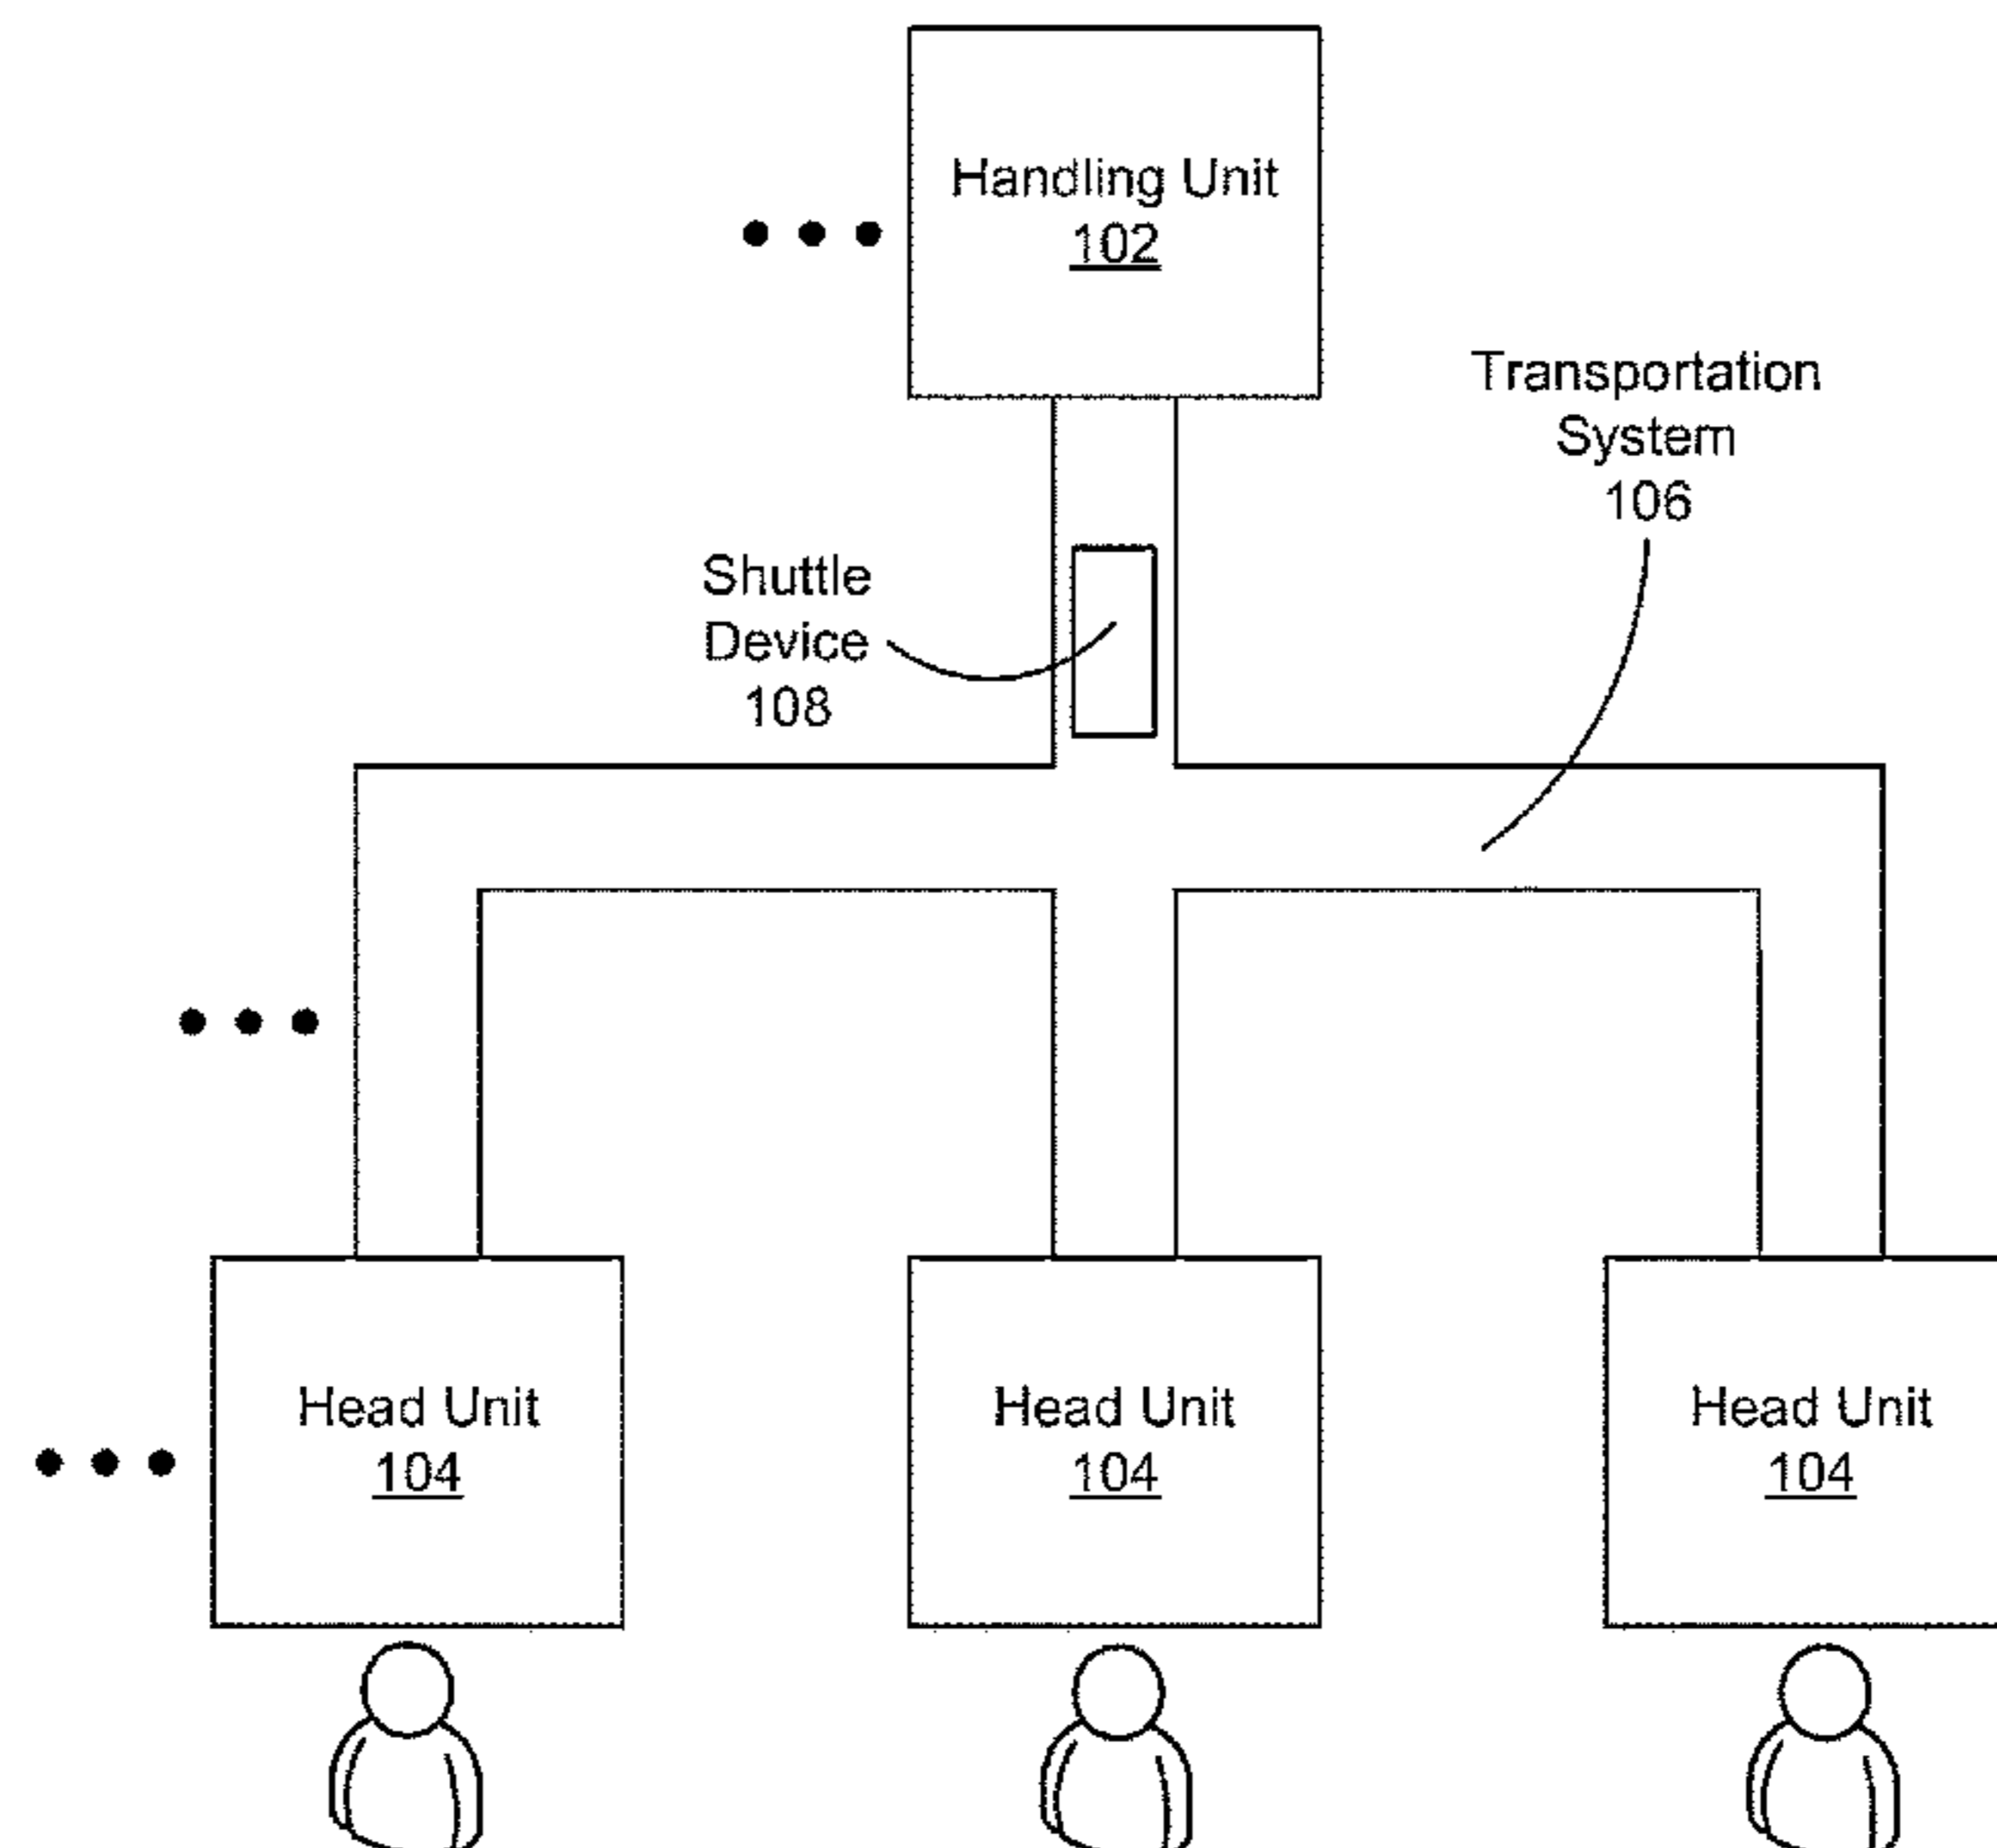 Handling Unit
102
Transportation
System
106
Shuttle
Device
108
Head Unit
104
Head Unit
104
Head Unit
104